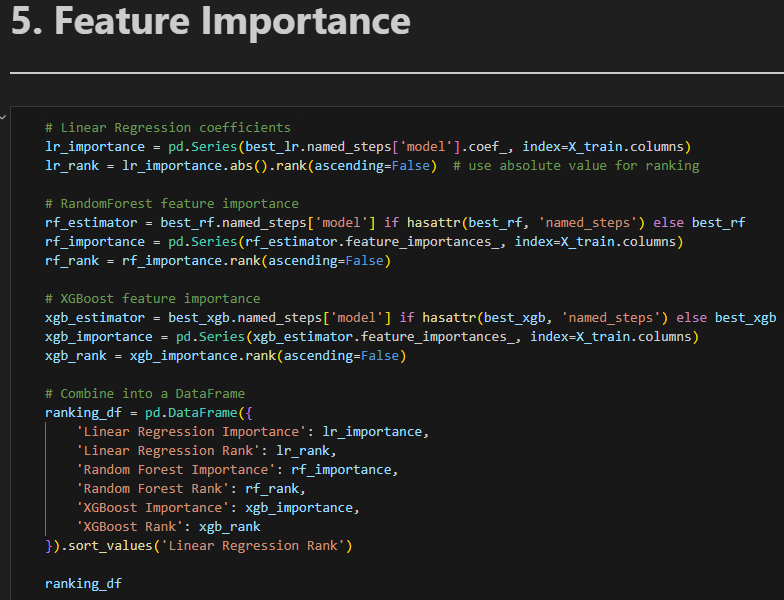 5. Feature Importance
# Linear Regression coefficients
lr_importance = pd.Series(best_lr.named_steps['model'].coef_, index=X_train.columns)
lr_rank = lr_importance.abs().rank(ascending=False)  # use absolute value for ranking
# RandomForest feature importance
rf_estimator = best_rf.named_steps['model'] if hasattr(best_rf, 'named_steps') else best_rf
rf_importance = pd.Series(rf_estimator.feature_importances_, index=X_train.columns)
rf_rank = rf_importance.rank(ascending=False)
# XGBoost feature importance
xgb_estimator = best_xgb.named_steps['model'] if hasattr(best_xgb, 'named_steps') else best_xgb
xgb_importance = pd.Series(xgb_estimator.feature_importances_, index=X_train.columns)
xgb_rank = xgb_importance.rank(ascending=False)
# Combine into a DataFrame
ranking_df = pd.DataFrame({
    'Linear Regression Importance': lr_importance,
    'Linear Regression Rank': lr_rank,
    'Random Forest Importance': rf_importance,
    'Random Forest Rank': rf_rank,
    'XGBoost Importance': xgb_importance,
    'XGBoost Rank': xgb_rank
}).sort_values('Linear Regression Rank')
ranking_df